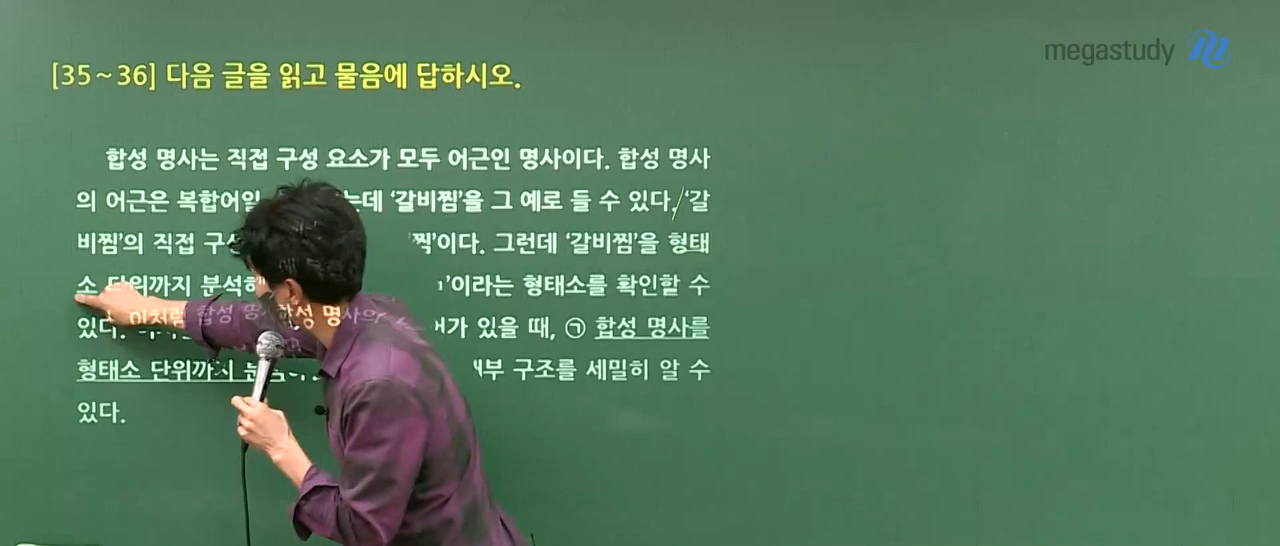 megastudy
[35～36] 다음 글을 읽고 물음에 답하시오.
합성 명사는 직접 구성 요소가 모두 어근인 명사이다. 합성 명사
의 어근은 복합어일 는데 ‘갈비찜’을 그 예로 들 수 있다. ‘갈
비찜’의 직접 구성 ‘찜’이다. 그런데 ‘갈비찜’을 형태
소 단위까지 분석해 ’이라는 형태소를 확인할 수
있다. 이처럼 합성 명사의 가 있을 때, ㉠ 합성 명사를
형태소 단위까지 분석 내부 구조를 세밀히 알 수
있다.